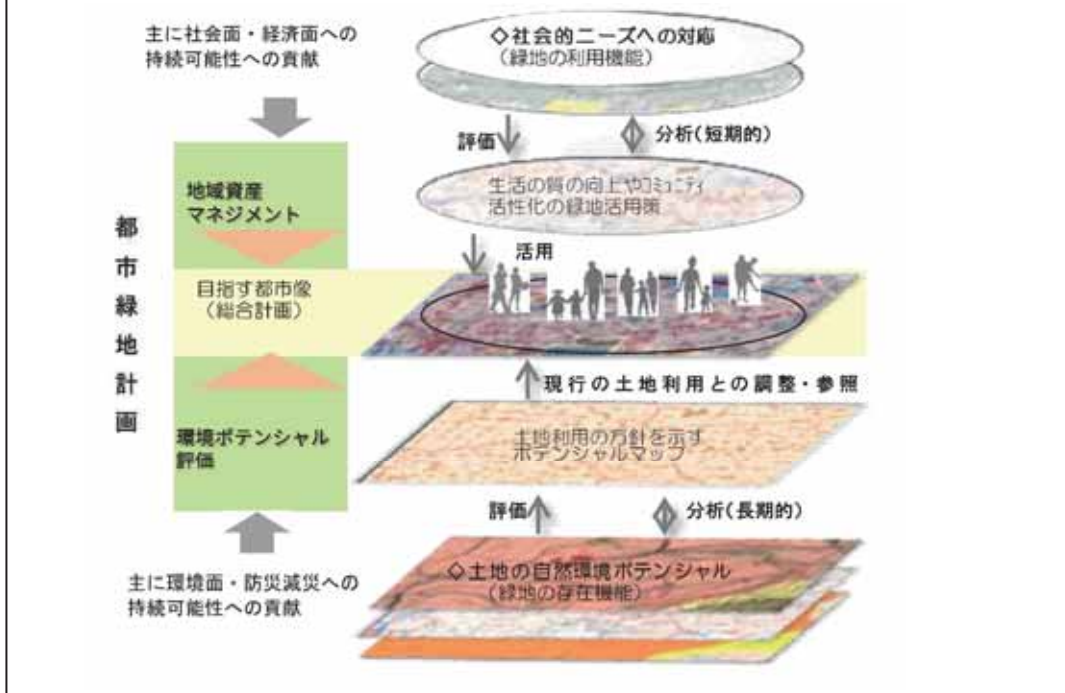 主に社会面・経済面への
持続可能性への貢献
◇社会的ニーズへの対応
(緑地の利用機能)
評価
分析(短期的)
地域資産
マネジメント
生活の質の向上やコミュニティ
活性化の緑地活用策
活用
都市緑地計画
目指す都市像
(総合計画)
現行の土地利用との調整・参照
環境ポテンシャル
評価
土地利用の方針を示す
ポテンシャルマップ
評価
分析(長期的)
主に環境面・防災減災への
持続可能性への貢献
◇土地の自然環境ポテンシャル
(緑地の存在機能)